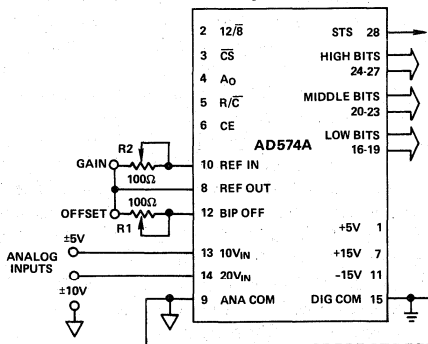 2 12/8̅ STS 28
3 C̅S̅ HIGH BITS
24-27
4 A₀
MIDDLE BITS
20-23
5 R/C̅
6 CE
LOW BITS
16-19
AD574A
R2
GAIN
100Ω
10 REF IN
8 REF OUT
100Ω
OFFSET
12 BIP OFF
R1
±5V
+5V 1
ANALOG
INPUTS
13 10VIN +15V 7
14 20VIN -15V 11
±10V
9 ANA COM DIG COM 15